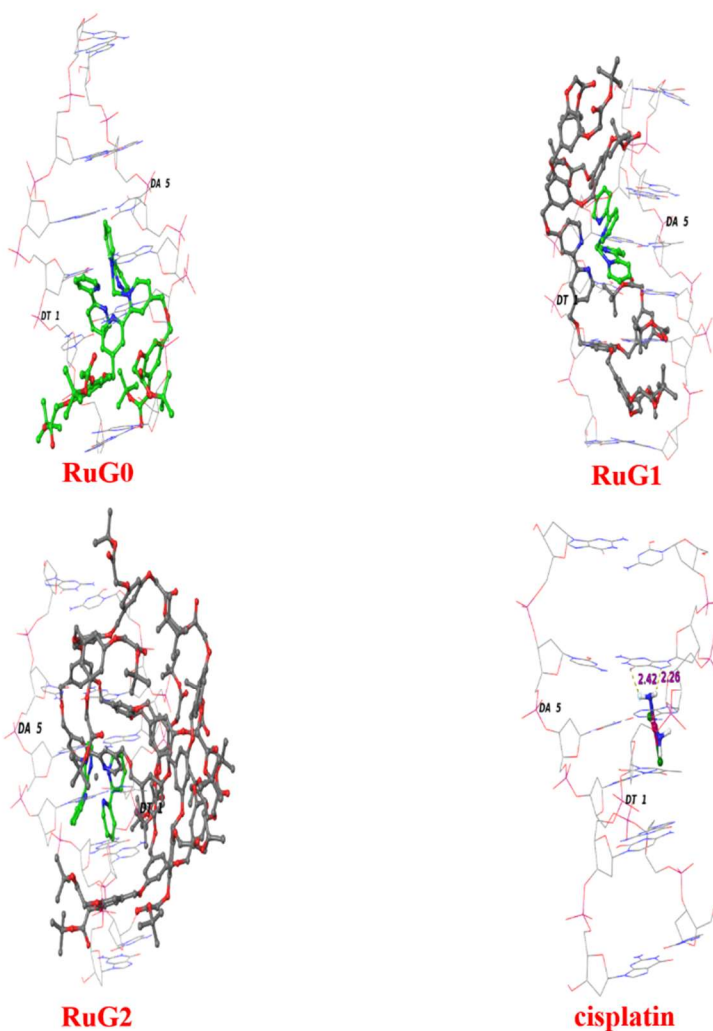 DA 5
DT 1
RuG0
DA 5
DT
RuG1
DA 5
DT 1
RuG2
2.42 2.26
DA 5
DT 1
cisplatin